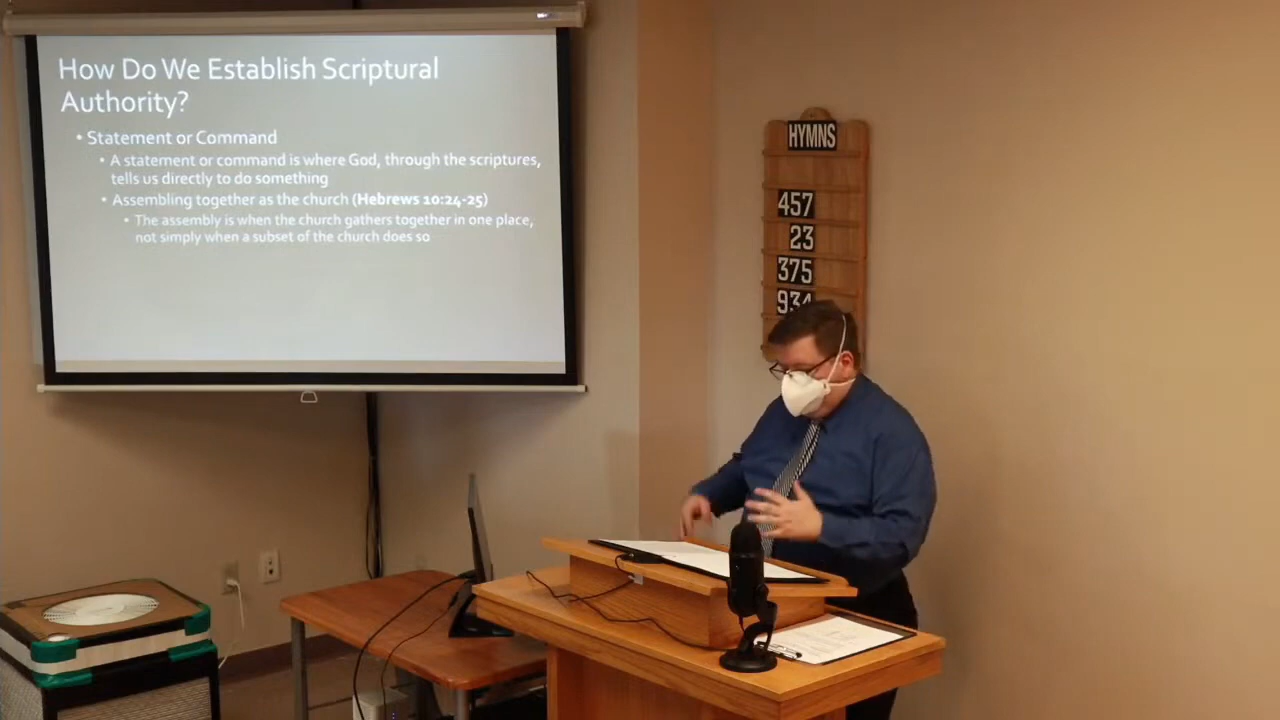 How Do We Establish Scriptural
Authority?
• Statement or Command
• A statement or command is where God, through the scriptures,
tells us directly to do something
• Assembling together as the church (Hebrews 10:24-25)
• The assembly is when the church gathers together in one place,
not simply when a subset of the church does so
HYMNS
457
23
375
934